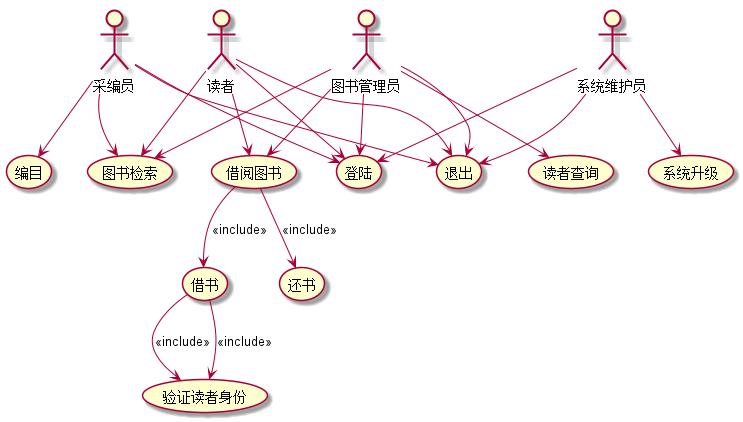 采编员
读者
图书管理员
系统维护员
编目
图书检索
借阅图书
登陆
退出
读者查询
系统升级
«include»
«include»
借书
还书
«include»
«include»
验证读者身份